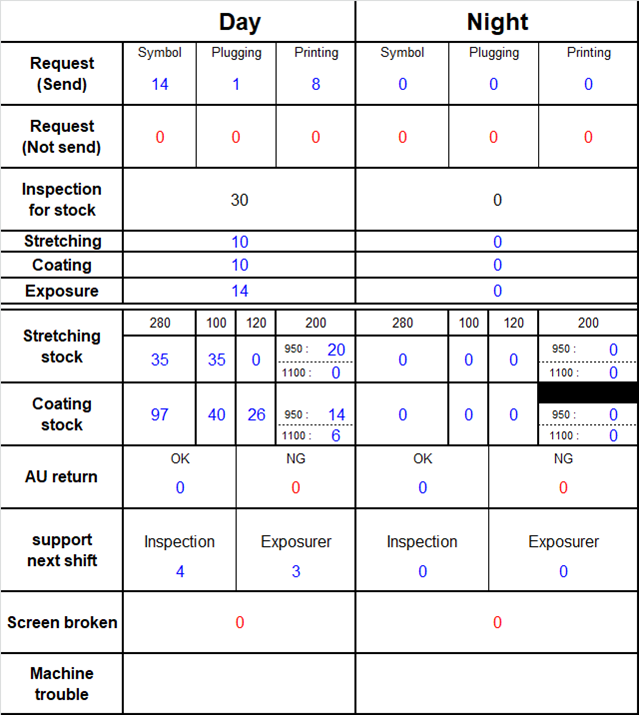 Day Night
Request (Send) Symbol Plugging Printing Symbol Plugging Printing
14 1 8 0 0 0
Request (Not send) 0 0 0 0 0 0
Inspection for stock 30 0
Stretching 10 0
Coating 10 0
Exposure 14 0
Stretching stock 280 100 120 200 280 100 120 200
35 35 0 950 : 20 0 0 0 950 : 0
1100 : 0 1100 : 0
Coating stock 97 40 26 950 : 14 0 0 0 950 : 0
1100 : 6 1100 : 0
AU return OK NG OK NG
0 0 0 0
support next shift Inspection Exposurer Inspection Exposurer
4 3 0 0
Screen broken 0 0
Machine trouble